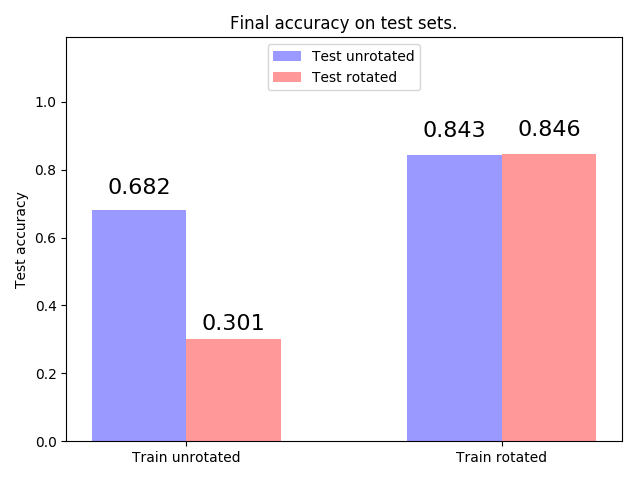 Final accuracy on test sets.
Test unrotated
Test rotated
Test accuracy
1.0
0.8
0.6
0.4
0.2
0.0
0.682
0.301
0.843
0.846
Train unrotated
Train rotated